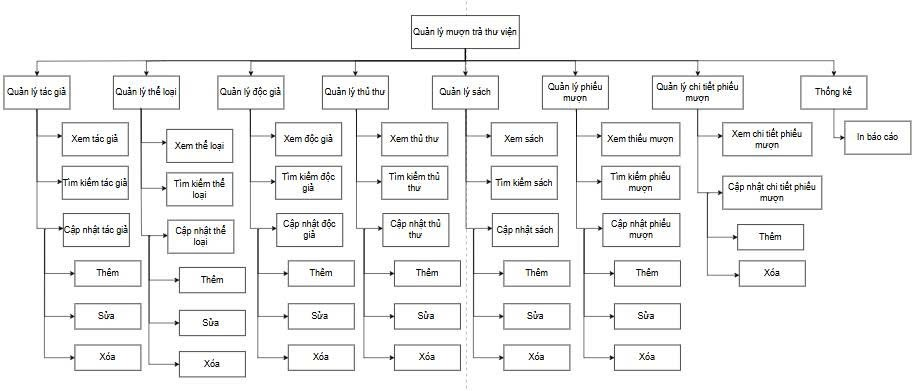 Quản lý mượn trả thư viện
Quản lý tác giả
Quản lý thể loại
Quản lý độc giả
Quản lý thủ thư
Quản lý sách
Quản lý phiếu
mượn
Quản lý chi tiết phiếu
mượn
Thống kê
Xem tác giả
Tìm kiếm tác giả
Cập nhật tác giả
Thêm
Sửa
Xóa
Xem thể loại
Tìm kiếm thể
loại
Cập nhật thể
loại
Thêm
Sửa
Xóa
Xem độc giả
Tìm kiếm độc
giả
Cập nhật độc
giả
Thêm
Sửa
Xóa
Xem thủ thư
Tìm kiếm thủ
thư
Cập nhật thủ
thư
Thêm
Sửa
Xóa
Xem sách
Tìm kiếm sách
Cập nhật sách
Thêm
Sửa
Xóa
Xem thiếu mượn
Tìm kiếm phiếu
mượn
Cập nhật phiếu
mượn
Thêm
Sửa
Xóa
Xem chi tiết phiếu
mượn
Cập nhật chi tiết phiếu
mượn
Thêm
Xóa
In báo cáo